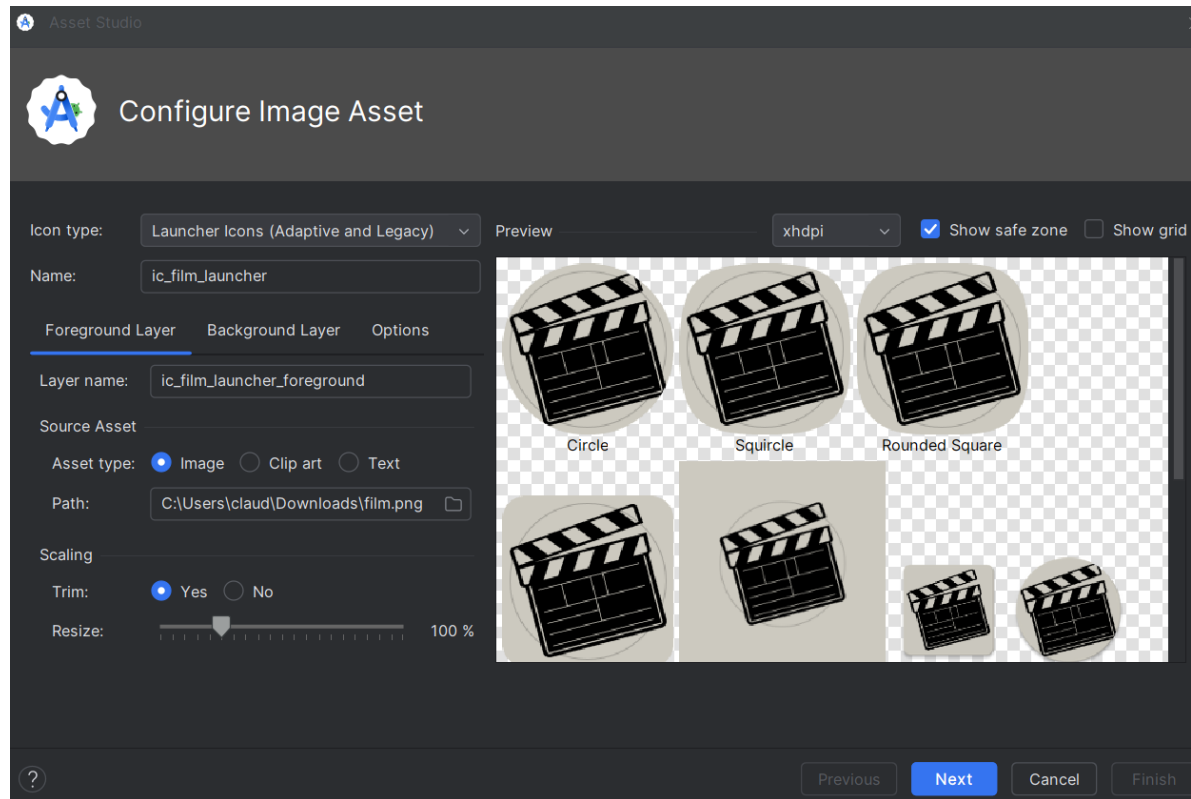 Asset Studio
Configure Image Asset
Icon type: Launcher Icons (Adaptive and Legacy)
Name: ic_film_launcher
Foreground Layer Background Layer Options
Layer name: ic_film_launcher_foreground
Source Asset
Asset type: Image Clip art Text
Path: C:\Users\claud\Downloads\film.png
Scaling
Trim: Yes No
Resize: 100 %
Preview xhdpi Show safe zone Show grid
Circle Squircle Rounded Square
? Previous Next Cancel Finish